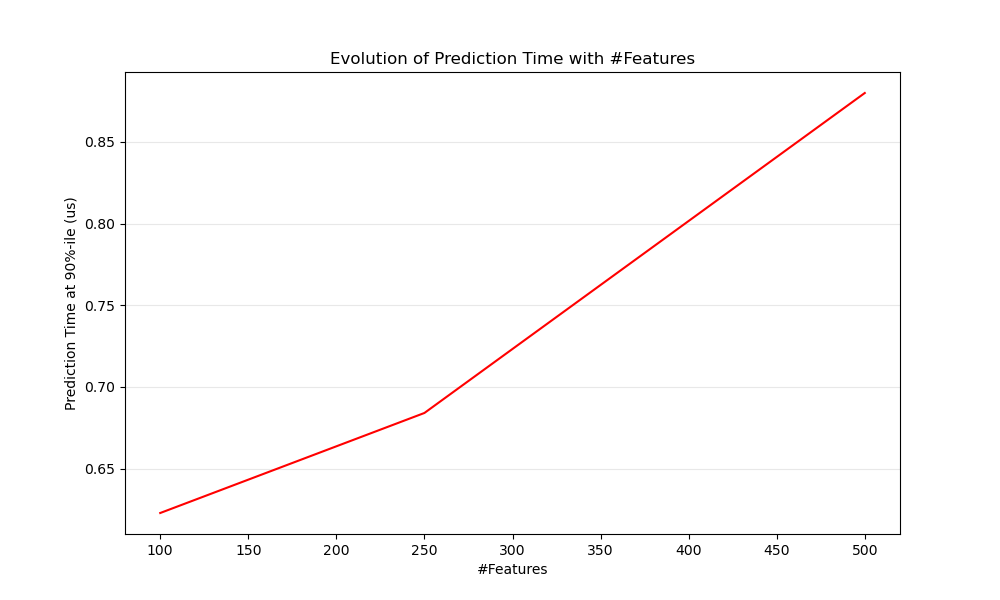 Evolution of Prediction Time with #Features
Prediction Time at 90%-ile (us)
0.85
0.80
0.75
0.70
0.65
100 150 200 250 300 350 400 450 500
#Features